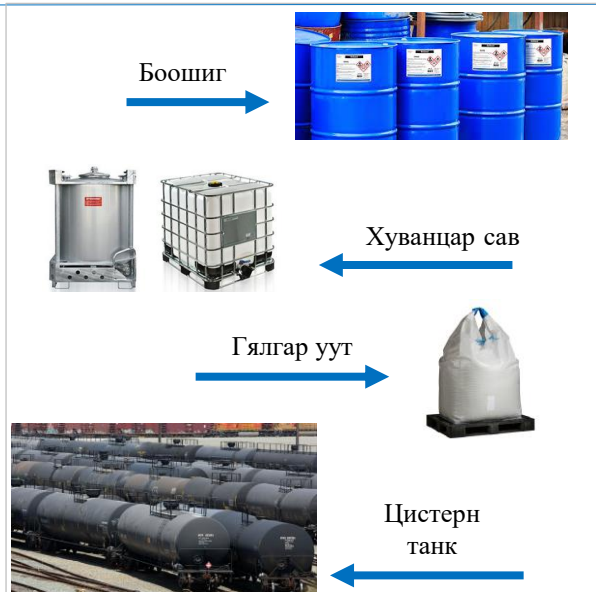 Боошиг
Хуванцар сав
Гялгар уут
Цистерн
танк